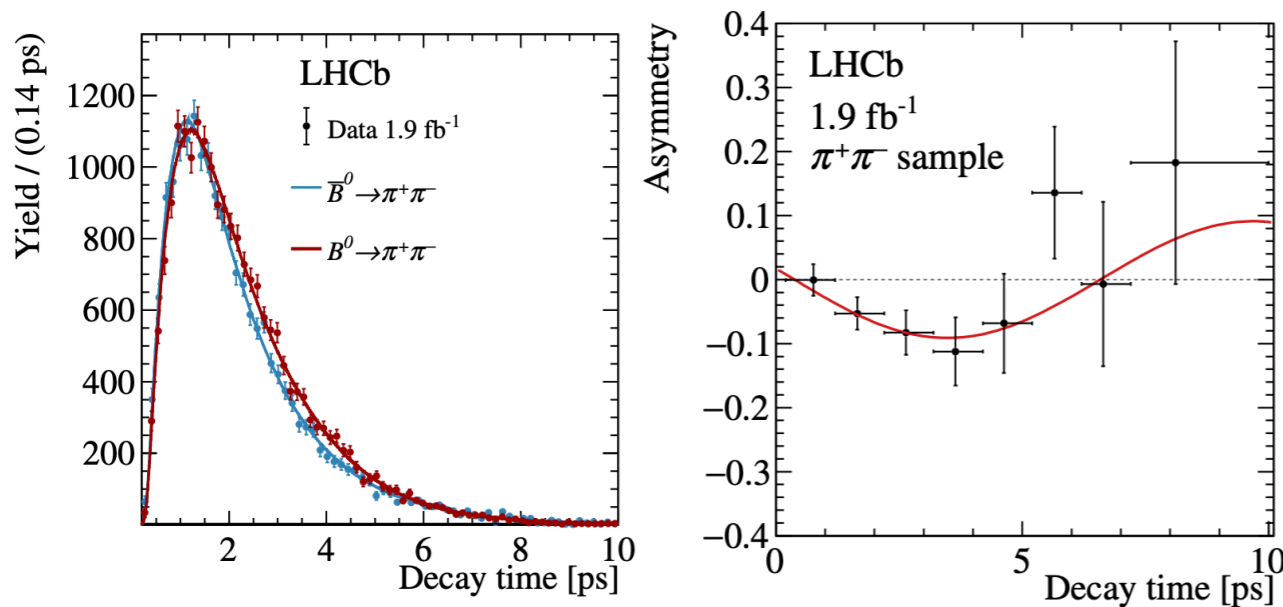 Yield / (0.14 ps)
1200
1000
800
600
400
200
LHCb
Data 1.9 fb⁻¹
B̅⁰→π⁺π⁻
B⁰→π⁺π⁻
2 4 6 8 10
Decay time [ps]
Asymmetry
0.4
0.3
0.2
0.1
0
−0.1
−0.2
−0.3
−0.4
LHCb
1.9 fb⁻¹
π⁺π⁻ sample
0 5 10
Decay time [ps]